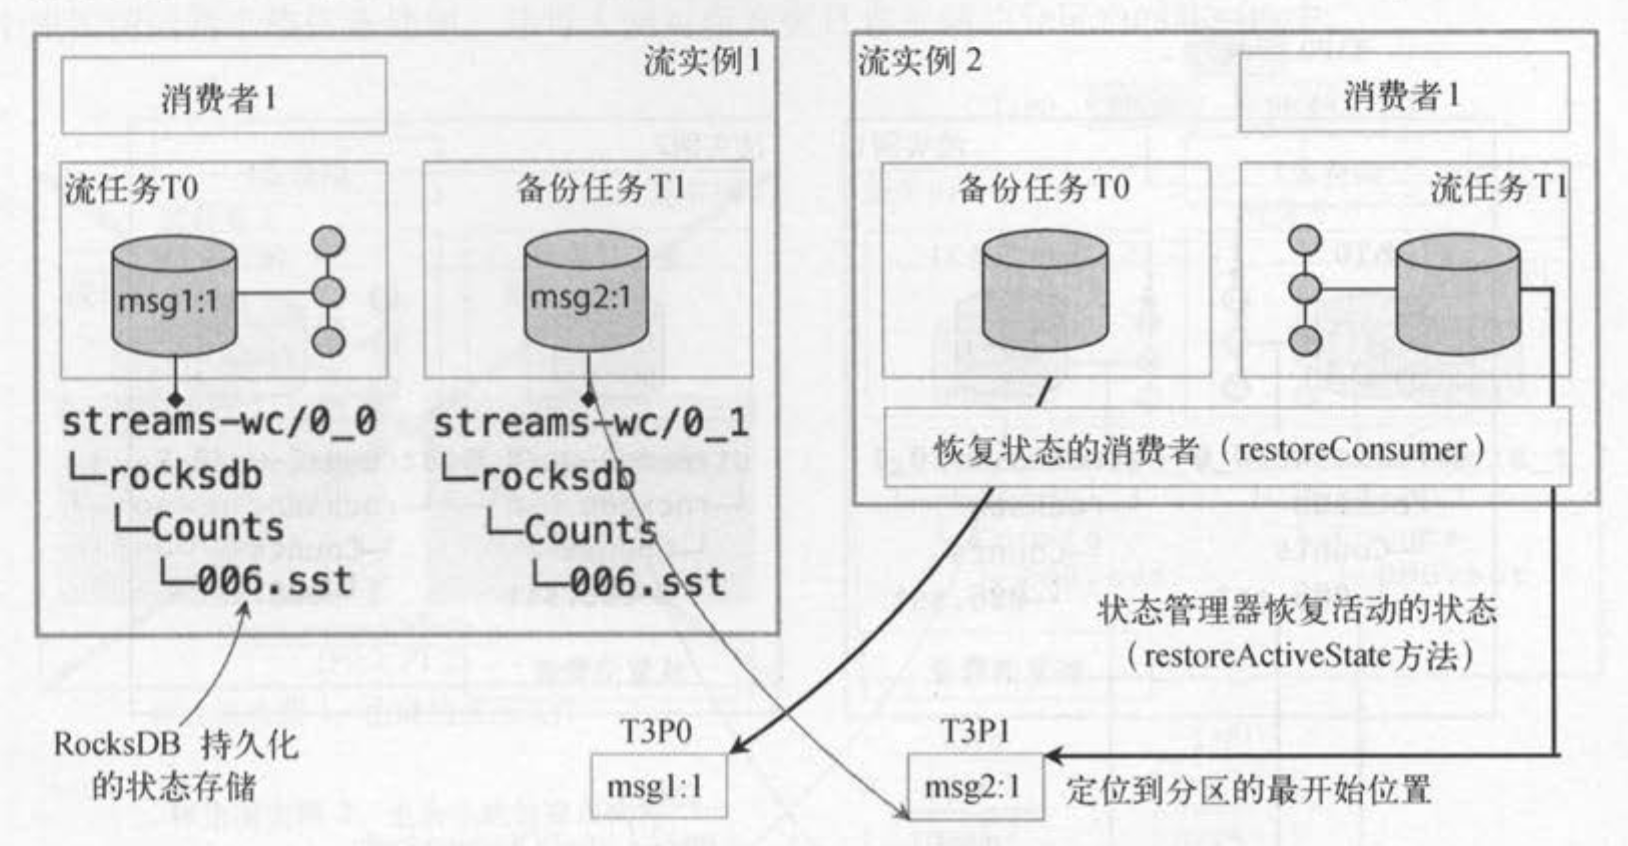 流实例1
消费者1
流任务T0
备份任务T1
msg1:1
msg2:1
streams-wc/0_0
└─rocksdb
└─Counts
└─006.sst
streams-wc/0_1
└─rocksdb
└─Counts
└─006.sst
RocksDB 持久化
的状态存储
流实例2
消费者1
备份任务T0
流任务T1
恢复状态的消费者（restoreConsumer）
状态管理器恢复活动的状态
（restoreActiveState方法）
T3P0
msg1:1
T3P1
msg2:1
定位到分区的最开始位置